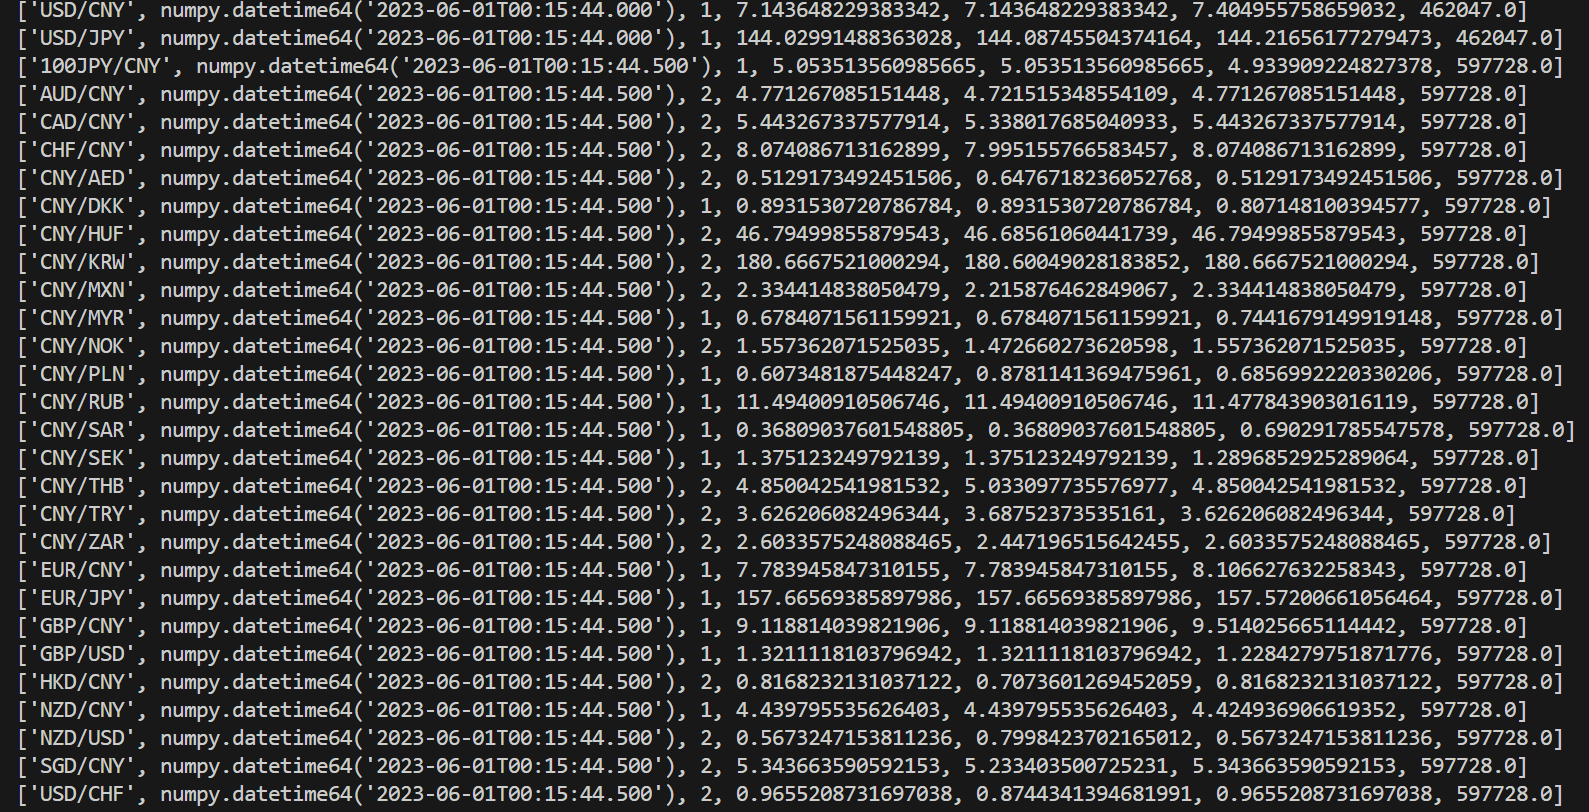 ['USD/CNY', numpy.datetime64('2023-06-01T00:15:44.000'), 1, 7.143648229383342, 7.143648229383342, 7.404955758659032, 462047.0]
['USD/JPY', numpy.datetime64('2023-06-01T00:15:44.000'), 1, 144.02991488363028, 144.08745504374164, 144.21656177279473, 462047.0]
['100JPY/CNY', numpy.datetime64('2023-06-01T00:15:44.500'), 1, 5.053513560985665, 5.053513560985665, 4.933909224827378, 597728.0]
['AUD/CNY', numpy.datetime64('2023-06-01T00:15:44.500'), 2, 4.771267085151448, 4.721515348554109, 4.771267085151448, 597728.0]
['CAD/CNY', numpy.datetime64('2023-06-01T00:15:44.500'), 2, 5.443267337577914, 5.338017685040933, 5.443267337577914, 597728.0]
['CHF/CNY', numpy.datetime64('2023-06-01T00:15:44.500'), 2, 8.074086713162899, 7.995155766583457, 8.074086713162899, 597728.0]
['CNY/AED', numpy.datetime64('2023-06-01T00:15:44.500'), 2, 0.5129173492451506, 0.6476718236052768, 0.5129173492451506, 597728.0]
['CNY/DKK', numpy.datetime64('2023-06-01T00:15:44.500'), 1, 0.8931530720786784, 0.8931530720786784, 0.807148100394577, 597728.0]
['CNY/HUF', numpy.datetime64('2023-06-01T00:15:44.500'), 2, 46.79499855879543, 46.68561060441739, 46.79499855879543, 597728.0]
['CNY/KRW', numpy.datetime64('2023-06-01T00:15:44.500'), 2, 180.6667521000294, 180.60049028183852, 180.6667521000294, 597728.0]
['CNY/MXN', numpy.datetime64('2023-06-01T00:15:44.500'), 2, 2.334414838050479, 2.215876462849067, 2.334414838050479, 597728.0]
['CNY/MYR', numpy.datetime64('2023-06-01T00:15:44.500'), 1, 0.6784071561159921, 0.6784071561159921, 0.7441679149919148, 597728.0]
['CNY/NOK', numpy.datetime64('2023-06-01T00:15:44.500'), 2, 1.557362071525035, 1.472660273620598, 1.557362071525035, 597728.0]
['CNY/PLN', numpy.datetime64('2023-06-01T00:15:44.500'), 1, 0.6073481875448247, 0.8781141369475961, 0.6856992220330206, 597728.0]
['CNY/RUB', numpy.datetime64('2023-06-01T00:15:44.500'), 1, 11.49400910506746, 11.49400910506746, 11.477843903016119, 597728.0]
['CNY/SAR', numpy.datetime64('2023-06-01T00:15:44.500'), 1, 0.36809037601548805, 0.36809037601548805, 0.690291785547578, 597728.0]
['CNY/SEK', numpy.datetime64('2023-06-01T00:15:44.500'), 1, 1.375123249792139, 1.375123249792139, 1.2896852925289064, 597728.0]
['CNY/THB', numpy.datetime64('2023-06-01T00:15:44.500'), 2, 4.850042541981532, 5.033097735576977, 4.850042541981532, 597728.0]
['CNY/TRY', numpy.datetime64('2023-06-01T00:15:44.500'), 2, 3.626206082496344, 3.68752373535161, 3.626206082496344, 597728.0]
['CNY/ZAR', numpy.datetime64('2023-06-01T00:15:44.500'), 2, 2.6033575248088465, 2.447196515642455, 2.6033575248088465, 597728.0]
['EUR/CNY', numpy.datetime64('2023-06-01T00:15:44.500'), 1, 7.783945847310155, 7.783945847310155, 8.106627632258343, 597728.0]
['EUR/JPY', numpy.datetime64('2023-06-01T00:15:44.500'), 1, 157.66569385897986, 157.66569385897986, 157.57200661056464, 597728.0]
['GBP/CNY', numpy.datetime64('2023-06-01T00:15:44.500'), 1, 9.118814039821906, 9.118814039821906, 9.514025665114442, 597728.0]
['GBP/USD', numpy.datetime64('2023-06-01T00:15:44.500'), 1, 1.3211118103796942, 1.3211118103796942, 1.2284279751871776, 597728.0]
['HKD/CNY', numpy.datetime64('2023-06-01T00:15:44.500'), 2, 0.8168232131037122, 0.7073601269452059, 0.8168232131037122, 597728.0]
['NZD/CNY', numpy.datetime64('2023-06-01T00:15:44.500'), 1, 4.439795535626403, 4.439795535626403, 4.424936906619352, 597728.0]
['NZD/USD', numpy.datetime64('2023-06-01T00:15:44.500'), 2, 0.5673247153811236, 0.7998423702165012, 0.5673247153811236, 597728.0]
['SGD/CNY', numpy.datetime64('2023-06-01T00:15:44.500'), 2, 5.343663590592153, 5.233403500725231, 5.343663590592153, 597728.0]
['USD/CHF', numpy.datetime64('2023-06-01T00:15:44.500'), 2, 0.9655208731697038, 0.8744341394681991, 0.9655208731697038, 597728.0]